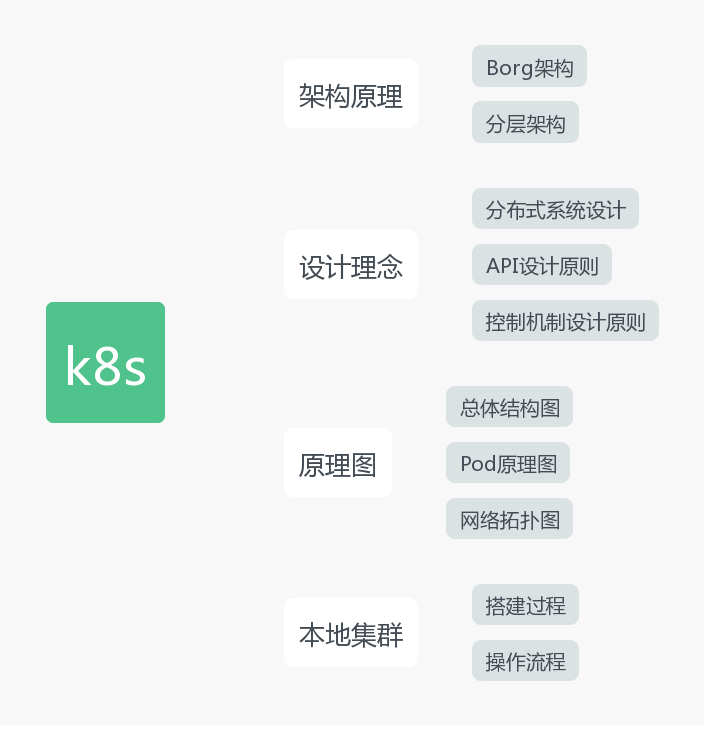 k8s
架构原理
Borg架构
分层架构
设计理念
分布式系统设计
API设计原则
控制机制设计原则
原理图
总体结构图
Pod原理图
网络拓扑图
本地集群
搭建过程
操作流程